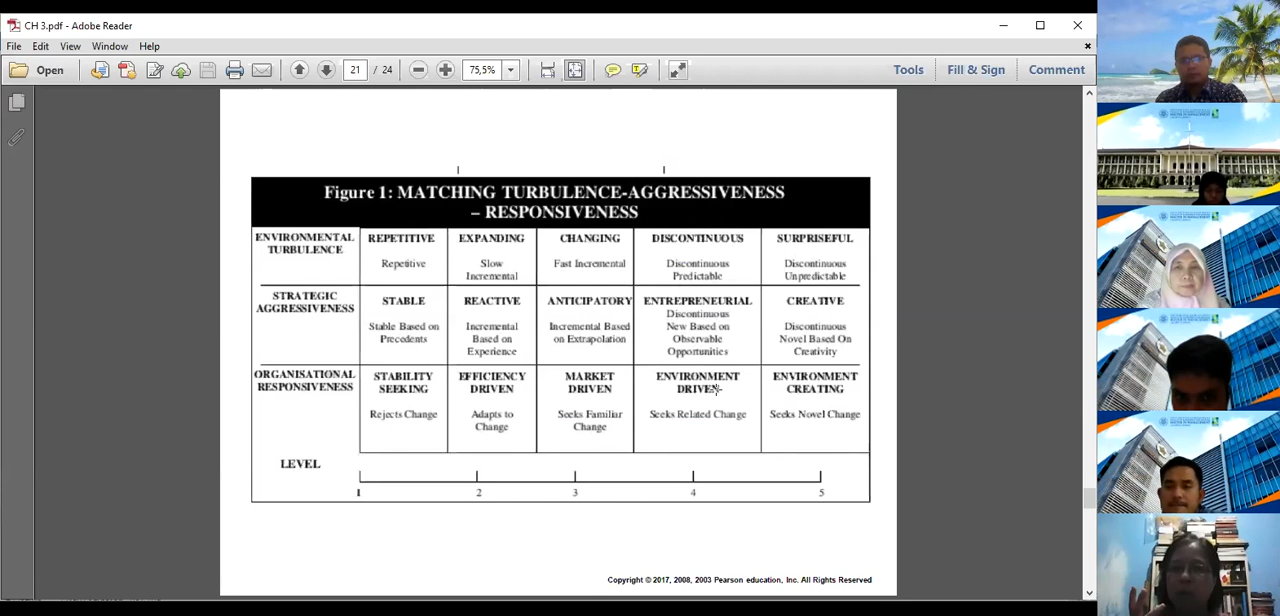 CH 3.pdf - Adobe Reader
File Edit View Window Help
Open
21 / 24
75,5%
Tools
Fill & Sign
Comment
Figure 1: MATCHING TURBULENCE-AGGRESSIVENESS
– RESPONSIVENESS
ENVIRONMENTAL
TURBULENCE
REPETITIVE
Repetitive
EXPANDING
Slow
Incremental
CHANGING
Fast Incremental
DISCONTINUOUS
Discontinuous
Predictable
SURPRISEFUL
Discontinuous
Unpredictable
STRATEGIC
AGGRESSIVENESS
STABLE
Stable Based on
Precedents
REACTIVE
Incremental
Based on
Experience
ANTICIPATORY
Incremental Based
on Extrapolation
ENTREPRENEURIAL
Discontinuous
New Based on
Observable
Opportunities
CREATIVE
Discontinuous
Novel Based On
Creativity
ORGANISATIONAL
RESPONSIVENESS
STABILITY
SEEKING
Rejects Change
EFFICIENCY
DRIVEN
Adapts to
Change
MARKET
DRIVEN
Seeks Familiar
Change
ENVIRONMENT
DRIVEN
Seeks Related Change
ENVIRONMENT
CREATING
Seeks Novel Change
LEVEL
1
2
3
4
5
Copyright © 2017, 2008, 2003 Pearson education, Inc. All Rights Reserved